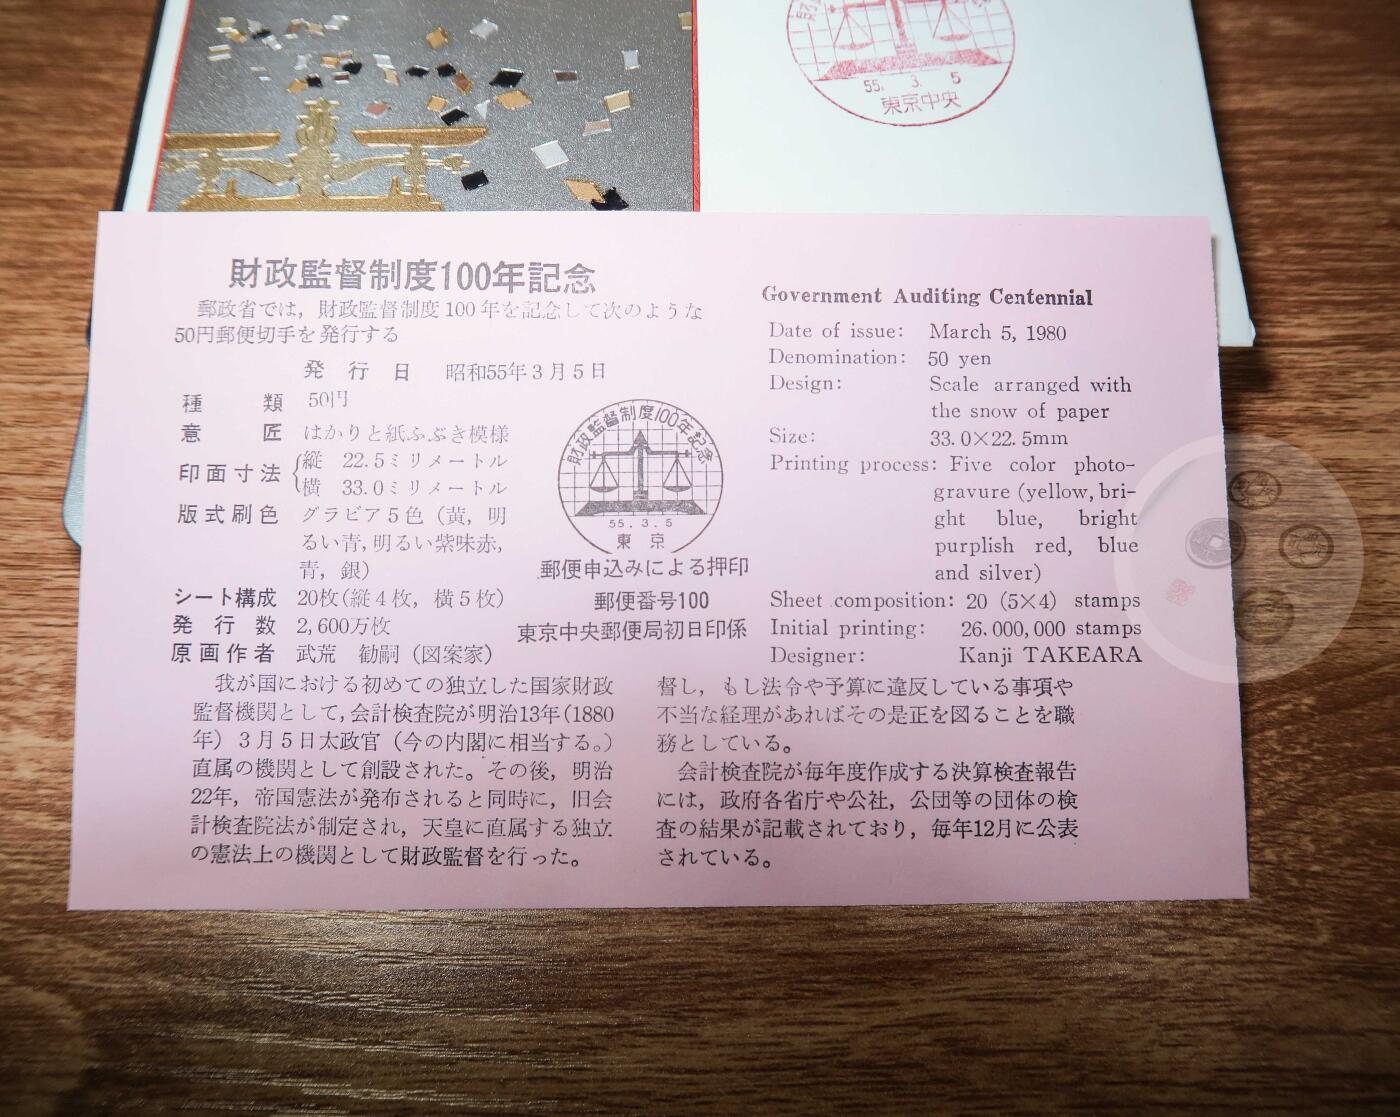 55. 3. 5
東京中央
財政監督制度100年記念
郵政省では，財政監督制度100年を記念して次のような
50円郵便切手を発行する
発行日 昭和55年3月5日
種類 50円
意匠 はかりと紙ふぶき模様
印面寸法 縦 22.5ミリメートル
横 33.0ミリメートル
版式刷色 グラビア5色（黄，明
るい青，明るい紫味赤，
青，銀）
シート構成 20枚（縦4枚，横5枚）
発行数 2,600万枚
原画作者 武荒 勧嗣（図案家）
財政監督制度100年記念
55.3.5
東京
郵便申込みによる押印
郵便番号100
東京中央郵便局初日印係
Government Auditing Centennial
Date of issue: March 5, 1980
Denomination: 50 yen
Design: Scale arranged with
the snow of paper
Size: 33.0×22.5mm
Printing process: Five color photo-
gravure (yellow, bri-
ght blue, bright
purplish red, blue
and silver)
Sheet composition: 20 (5×4) stamps
Initial printing: 26.000,000 stamps
Designer: Kanji TAKEARA
我が国における初めての独立した国家財政
監督機関として，会計検査院が明治13年（1880
年）3月5日太政官（今の内閣に相当する。）
直属の機関として創設された。その後，明治
22年，帝国憲法が発布されると同時に，旧会
計検査院法が制定され，天皇に直属する独立
の憲法上の機関として財政監督を行った。
督し，もし法令や予算に違反している事項や
不当な経理があればその是正を図ることを職
務としている。
会計検査院が毎年度作成する決算検査報告
には，政府各省庁や公社，公団等の団体の検
査の結果が記載されており，毎年12月に公表
されている。